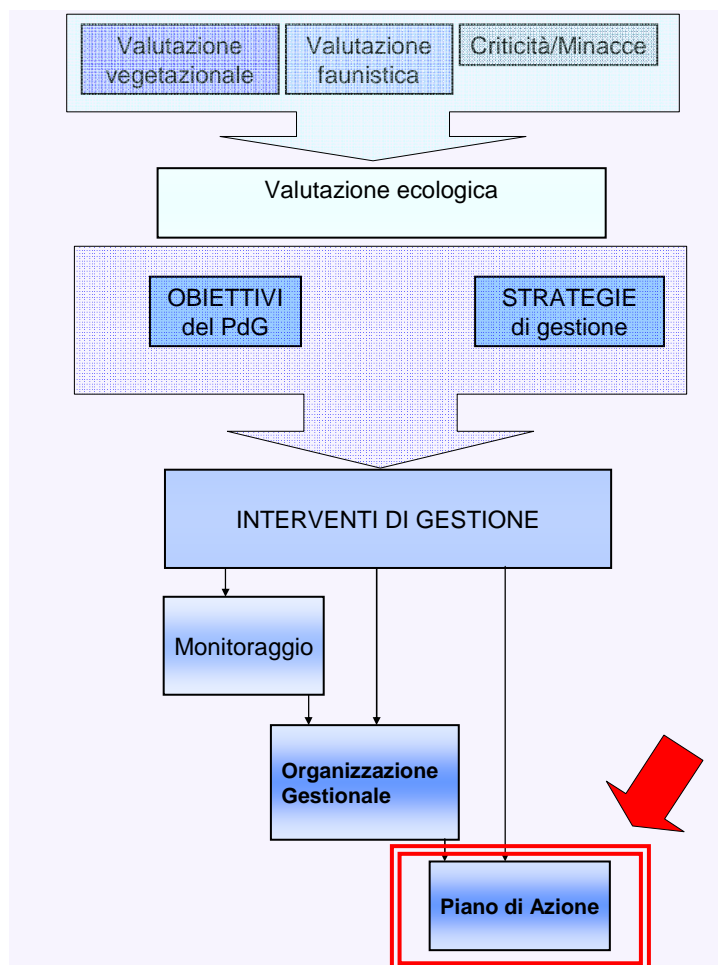 Valutazione
vegetazionale
Valutazione
faunistica
Criticità/Minacce
Valutazione ecologica
OBIETTIVI
del PdG
STRATEGIE
di gestione
INTERVENTI DI GESTIONE
Monitoraggio
Organizzazione
Gestionale
Piano di Azione